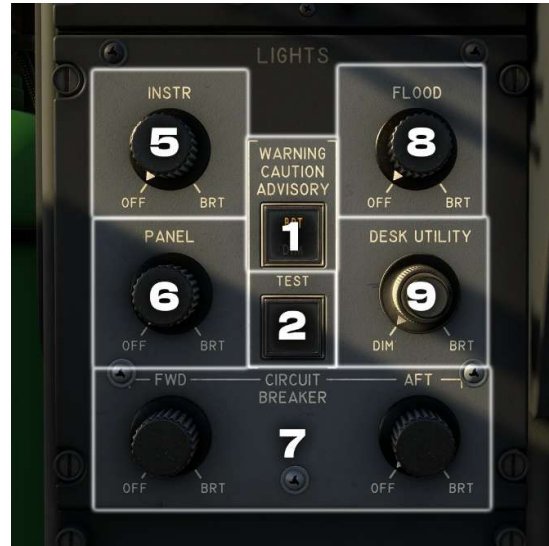 LIGHTS
INSTR
5
OFF BRT
FLOOD
8
OFF BRT
WARNING
CAUTION
ADVISORY
BRT
1
PANEL
6
OFF BRT
TEST
2
DESK UTILITY
9
DIM BRT
FWD CIRCUIT AFT
BREAKER
7
OFF BRT
OFF BRT